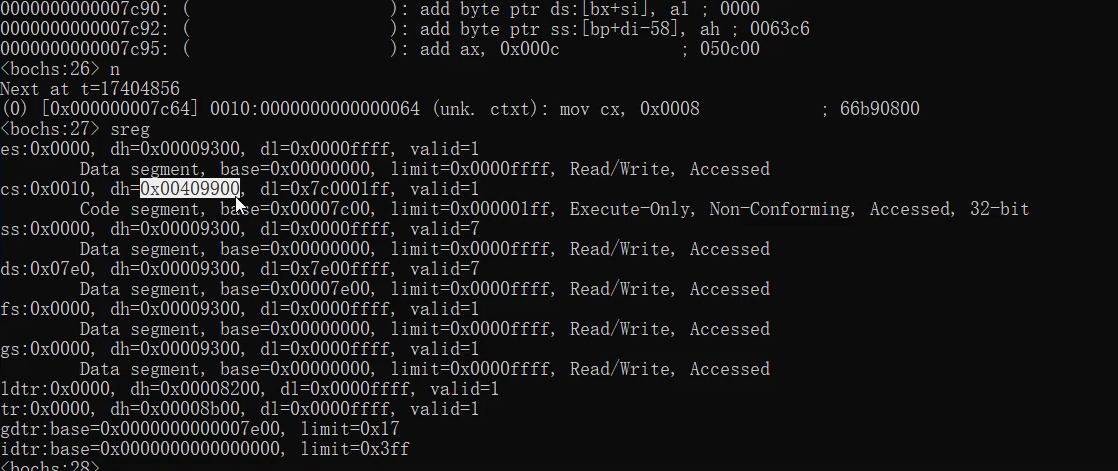 0000000000007c90: (                    ): add byte ptr ds:[bx+si], al ; 0000
0000000000007c92: (                    ): add byte ptr ss:[bp+di-58], ah ; 0063c6
0000000000007c95: (                    ): add ax, 0x000c            ; 050c00
<bochs:26> n
Next at t=17404856
(0) [0x000000007c64] 0010:0000000000000064 (unk. ctxt): mov cx, 0x0008            ; 66b90800
<bochs:27> sreg
es:0x0000, dh=0x00009300, dl=0x0000ffff, valid=1
        Data segment, base=0x00000000, limit=0x0000ffff, Read/Write, Accessed
cs:0x0010, dh=0x00409900, dl=0x7c0001ff, valid=1
        Code segment, base=0x00007c00, limit=0x000001ff, Execute-Only, Non-Conforming, Accessed, 32-bit
ss:0x0000, dh=0x00009300, dl=0x0000ffff, valid=7
        Data segment, base=0x00000000, limit=0x0000ffff, Read/Write, Accessed
ds:0x07e0, dh=0x00009300, dl=0x7e00ffff, valid=7
        Data segment, base=0x00007e00, limit=0x0000ffff, Read/Write, Accessed
fs:0x0000, dh=0x00009300, dl=0x0000ffff, valid=1
        Data segment, base=0x00000000, limit=0x0000ffff, Read/Write, Accessed
gs:0x0000, dh=0x00009300, dl=0x0000ffff, valid=1
        Data segment, base=0x00000000, limit=0x0000ffff, Read/Write, Accessed
ldtr:0x0000, dh=0x00008200, dl=0x0000ffff, valid=1
tr:0x0000, dh=0x00008b00, dl=0x0000ffff, valid=1
gdtr:base=0x0000000000007e00, limit=0x17
idtr:base=0x0000000000000000, limit=0x3ff
<bochs:28>